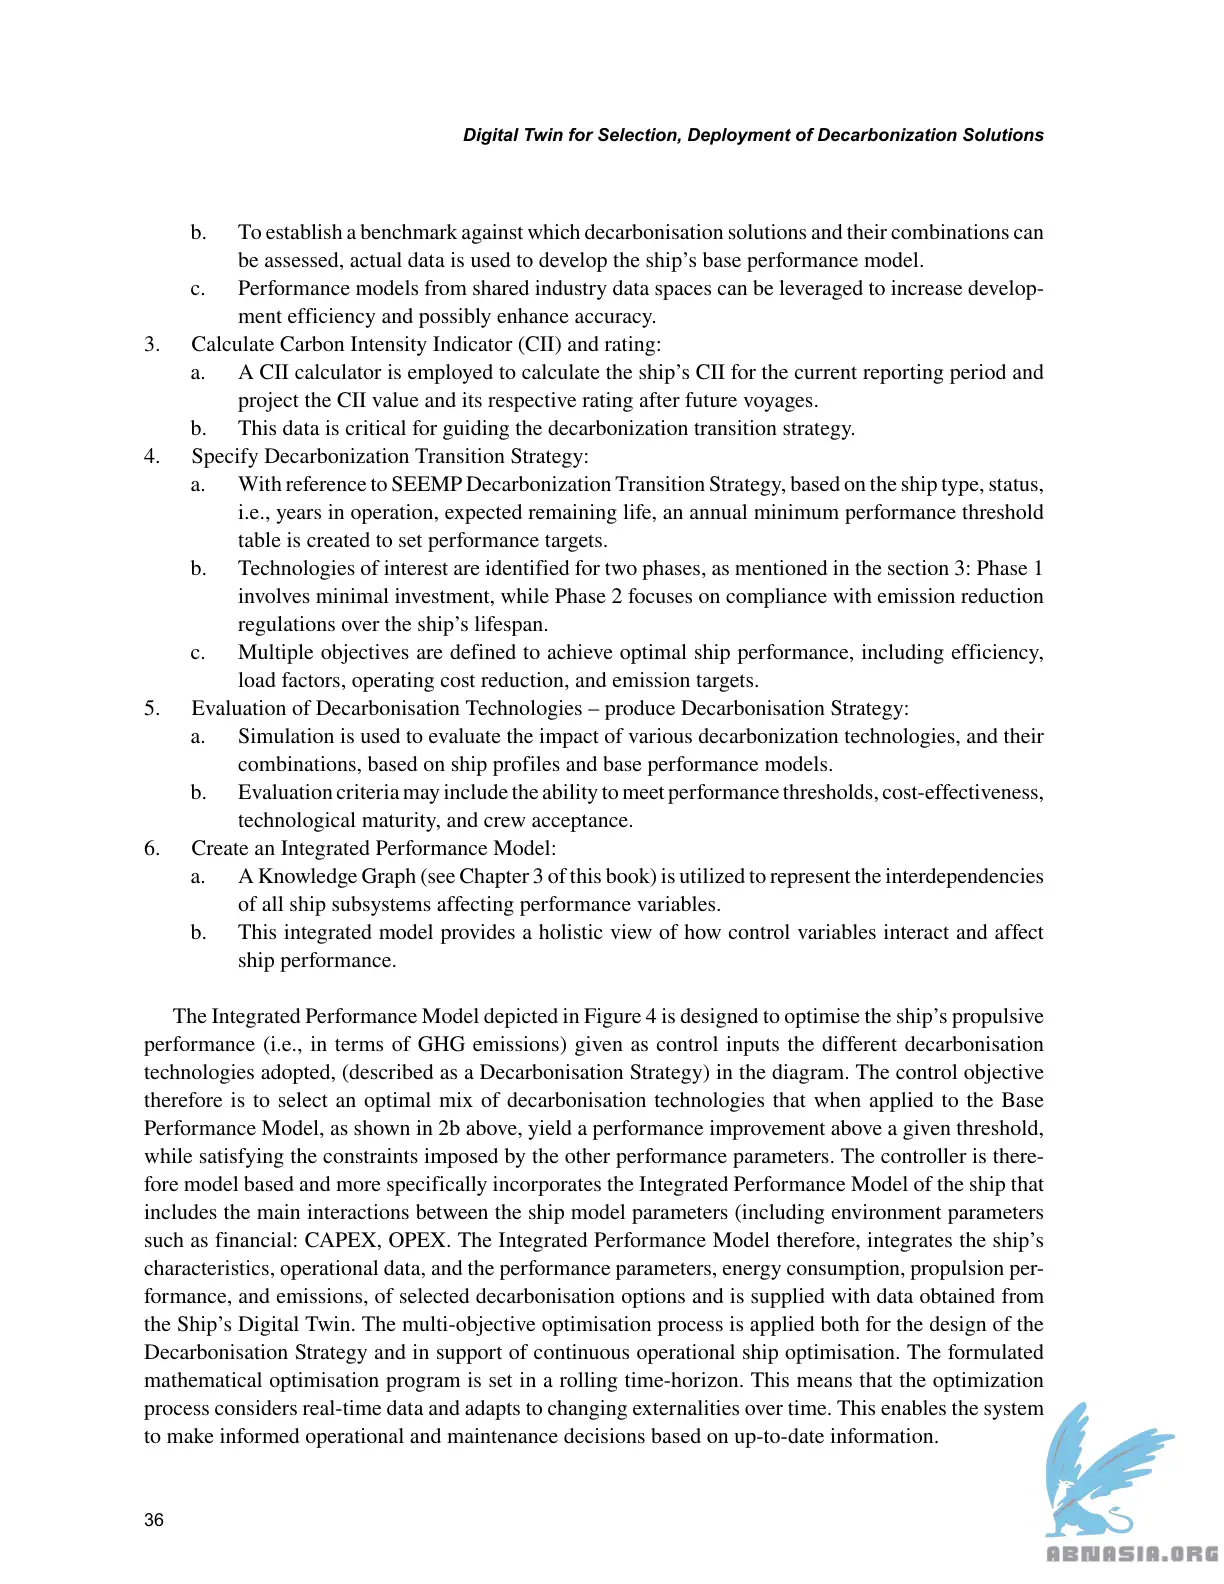 Digital Twin for Selection, Deployment of Decarbonization Solutions
b. To establish a benchmark against which decarbonisation solutions and their combinations can
be assessed, actual data is used to develop the ship's base performance model.
c. Performance models from shared industry data spaces can be leveraged to increase develop-
ment efficiency and possibly enhance accuracy.
3. Calculate Carbon Intensity Indicator (CII) and rating:
a. A CII calculator is employed to calculate the ship's CII for the current reporting period and
project the CII value and its respective rating after future voyages.
b. This data is critical for guiding the decarbonization transition strategy.
4. Specify Decarbonization Transition Strategy:
a. With reference to SEEMP Decarbonization Transition Strategy, based on the ship type, status,
i.e., years in operation, expected remaining life, an annual minimum performance threshold
table is created to set performance targets.
b. Technologies of interest are identified for two phases, as mentioned in the section 3: Phase 1
involves minimal investment, while Phase 2 focuses on compliance with emission reduction
regulations over the ship's lifespan.
c. Multiple objectives are defined to achieve optimal ship performance, including efficiency,
load factors, operating cost reduction, and emission targets.
5. Evaluation of Decarbonisation Technologies – produce Decarbonisation Strategy:
a. Simulation is used to evaluate the impact of various decarbonization technologies, and their
combinations, based on ship profiles and base performance models.
b. Evaluation criteria may include the ability to meet performance thresholds, cost-effectiveness,
technological maturity, and crew acceptance.
6. Create an Integrated Performance Model:
a. A Knowledge Graph (see Chapter 3 of this book) is utilized to represent the interdependencies
of all ship subsystems affecting performance variables.
b. This integrated model provides a holistic view of how control variables interact and affect
ship performance.
The Integrated Performance Model depicted in Figure 4 is designed to optimise the ship's propulsive
performance (i.e., in terms of GHG emissions) given as control inputs the different decarbonisation
technologies adopted, (described as a Decarbonisation Strategy) in the diagram. The control objective
therefore is to select an optimal mix of decarbonisation technologies that when applied to the Base
Performance Model, as shown in 2b above, yield a performance improvement above a given threshold,
while satisfying the constraints imposed by the other performance parameters. The controller is there-
fore model based and more specifically incorporates the Integrated Performance Model of the ship that
includes the main interactions between the ship model parameters (including environment parameters
such as financial: CAPEX, OPEX. The Integrated Performance Model therefore, integrates the ship's
characteristics, operational data, and the performance parameters, energy consumption, propulsion per-
formance, and emissions, of selected decarbonisation options and is supplied with data obtained from
the Ship's Digital Twin. The multi-objective optimisation process is applied both for the design of the
Decarbonisation Strategy and in support of continuous operational ship optimisation. The formulated
mathematical optimisation program is set in a rolling time-horizon. This means that the optimization
process considers real-time data and adapts to changing externalities over time. This enables the system
to make informed operational and maintenance decisions based on up-to-date information.
36
ABNASIA.ORG